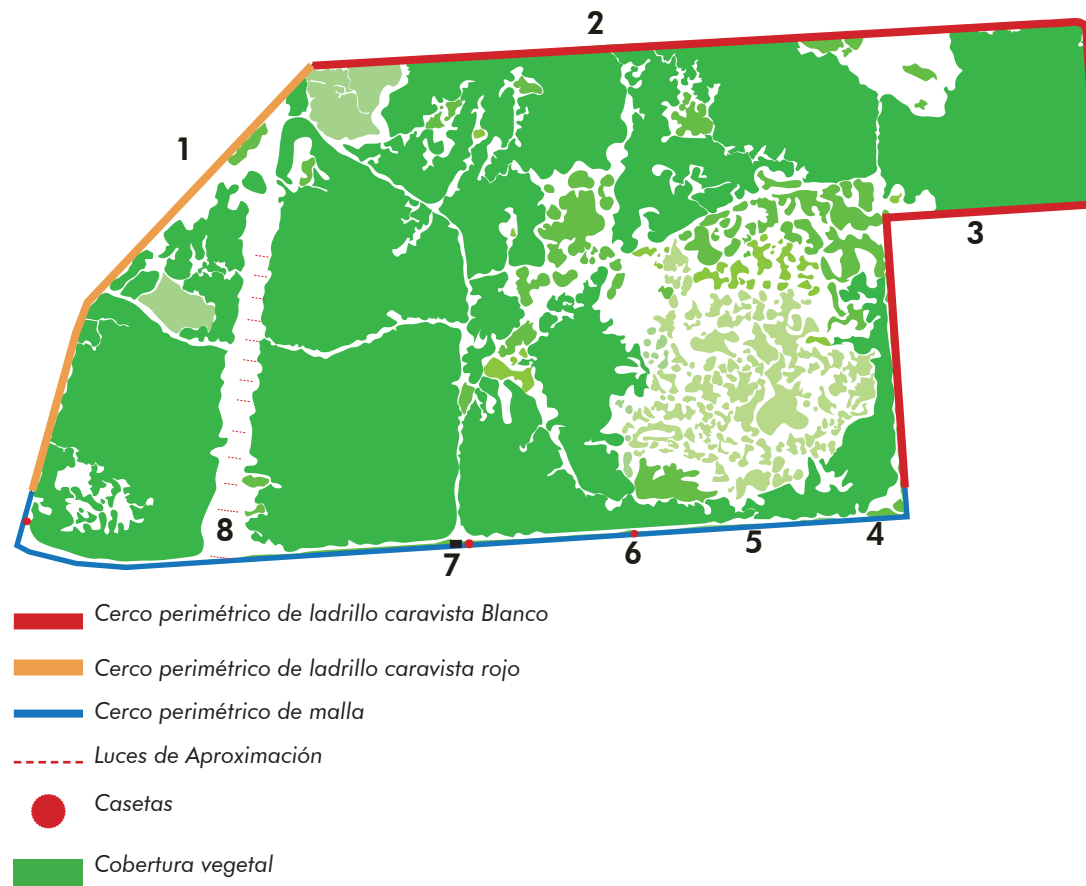 2
1
3
8
7
6
5
4
Cerco perimétrico de ladrillo caravista Blanco
Cerco perimétrico de ladrillo caravista rojo
Cerco perimétrico de malla
Luces de Aproximación
Casetas
Cobertura vegetal